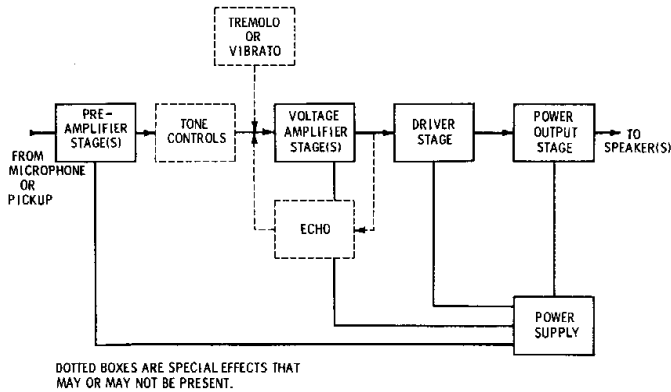 TREMOLO
OR
VIBRATO
PRE-
AMPLIFIER
STAGE(S)
TONE
CONTROLS
VOLTAGE
AMPLIFIER
STAGE(S)
DRIVER
STAGE
POWER
OUTPUT
STAGE
TO
SPEAKER(S)
FROM
MICROPHONE
OR
PICKUP
ECHO
POWER
SUPPLY
DOTTED BOXES ARE SPECIAL EFFECTS THAT
MAY OR MAY NOT BE PRESENT.